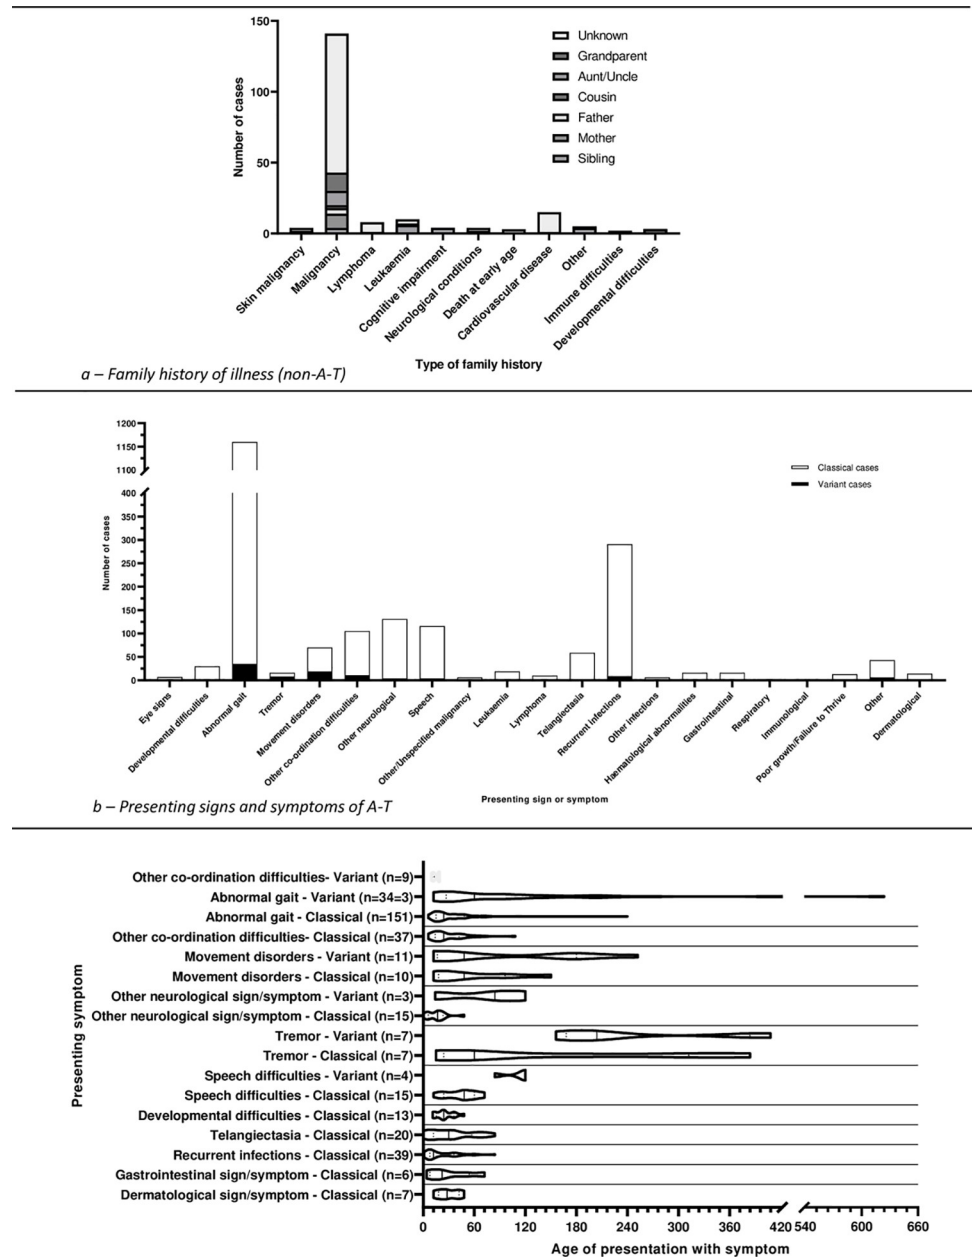 150
100
50
0
Number of cases
Unknown
Grandparent
Aunt/Uncle
Cousin
Father
Mother
Sibling
Skin malignancy
Malignancy
Lymphoma
Leukaemia
Cognitive impairment
Neurological conditions
Death at early age
Cardiovascular disease
Other
Immune difficulties
Developmental difficulties
Type of family history
a – Family history of illness (non-A-T)
1200
1150
1100
400
350
300
250
200
150
100
50
0
Number of cases
Classical cases
Variant cases
Eye signs
Developmental difficulties
Abnormal gait
Tremor
Movement disorders
Other co-ordination difficulties
Other neurological
Speech
Other/Unspecified malignancy
Leukaemia
Lymphoma
Telangiectasia
Recurrent infections
Other infections
Haematological abnormalities
Gastrointestinal
Respiratory
Immunological
Poor growth/Failure to Thrive
Other
Dermatological
Presenting sign or symptom
b – Presenting signs and symptoms of A-T
Presenting symptom
Other co-ordination difficulties- Variant (n=9)
Abnormal gait - Variant (n=34=3)
Abnormal gait - Classical (n=151)
Other co-ordination difficulties- Classical (n=37)
Movement disorders - Variant (n=11)
Movement disorders - Classical (n=10)
Other neurological sign/symptom - Variant (n=3)
Other neurological sign/symptom - Classical (n=15)
Tremor - Variant (n=7)
Tremor - Classical (n=7)
Speech difficulties - Variant (n=4)
Speech difficulties - Classical (n=15)
Developmental difficulties - Classical (n=13)
Telangiectasia - Classical (n=20)
Recurrent infections - Classical (n=39)
Gastrointestinal sign/symptom - Classical (n=6)
Dermatological sign/symptom - Classical (n=7)
0 60 120 180 240 300 360 420 540 600 660
Age of presentation with symptom